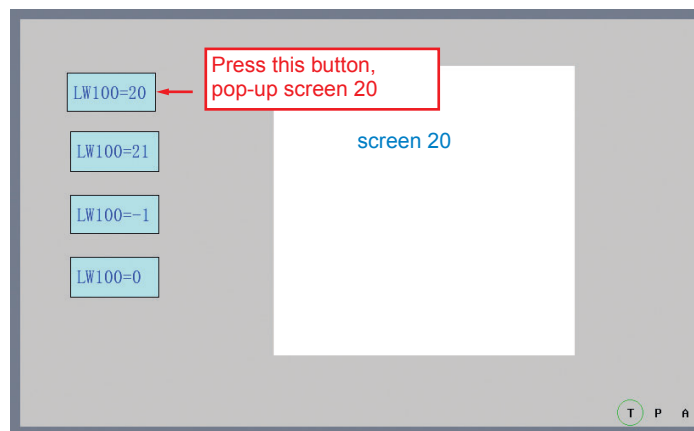 Press this button,
pop-up screen 20
LW100=20
screen 20
LW100=21
LW100=-1
LW100=0
T P A